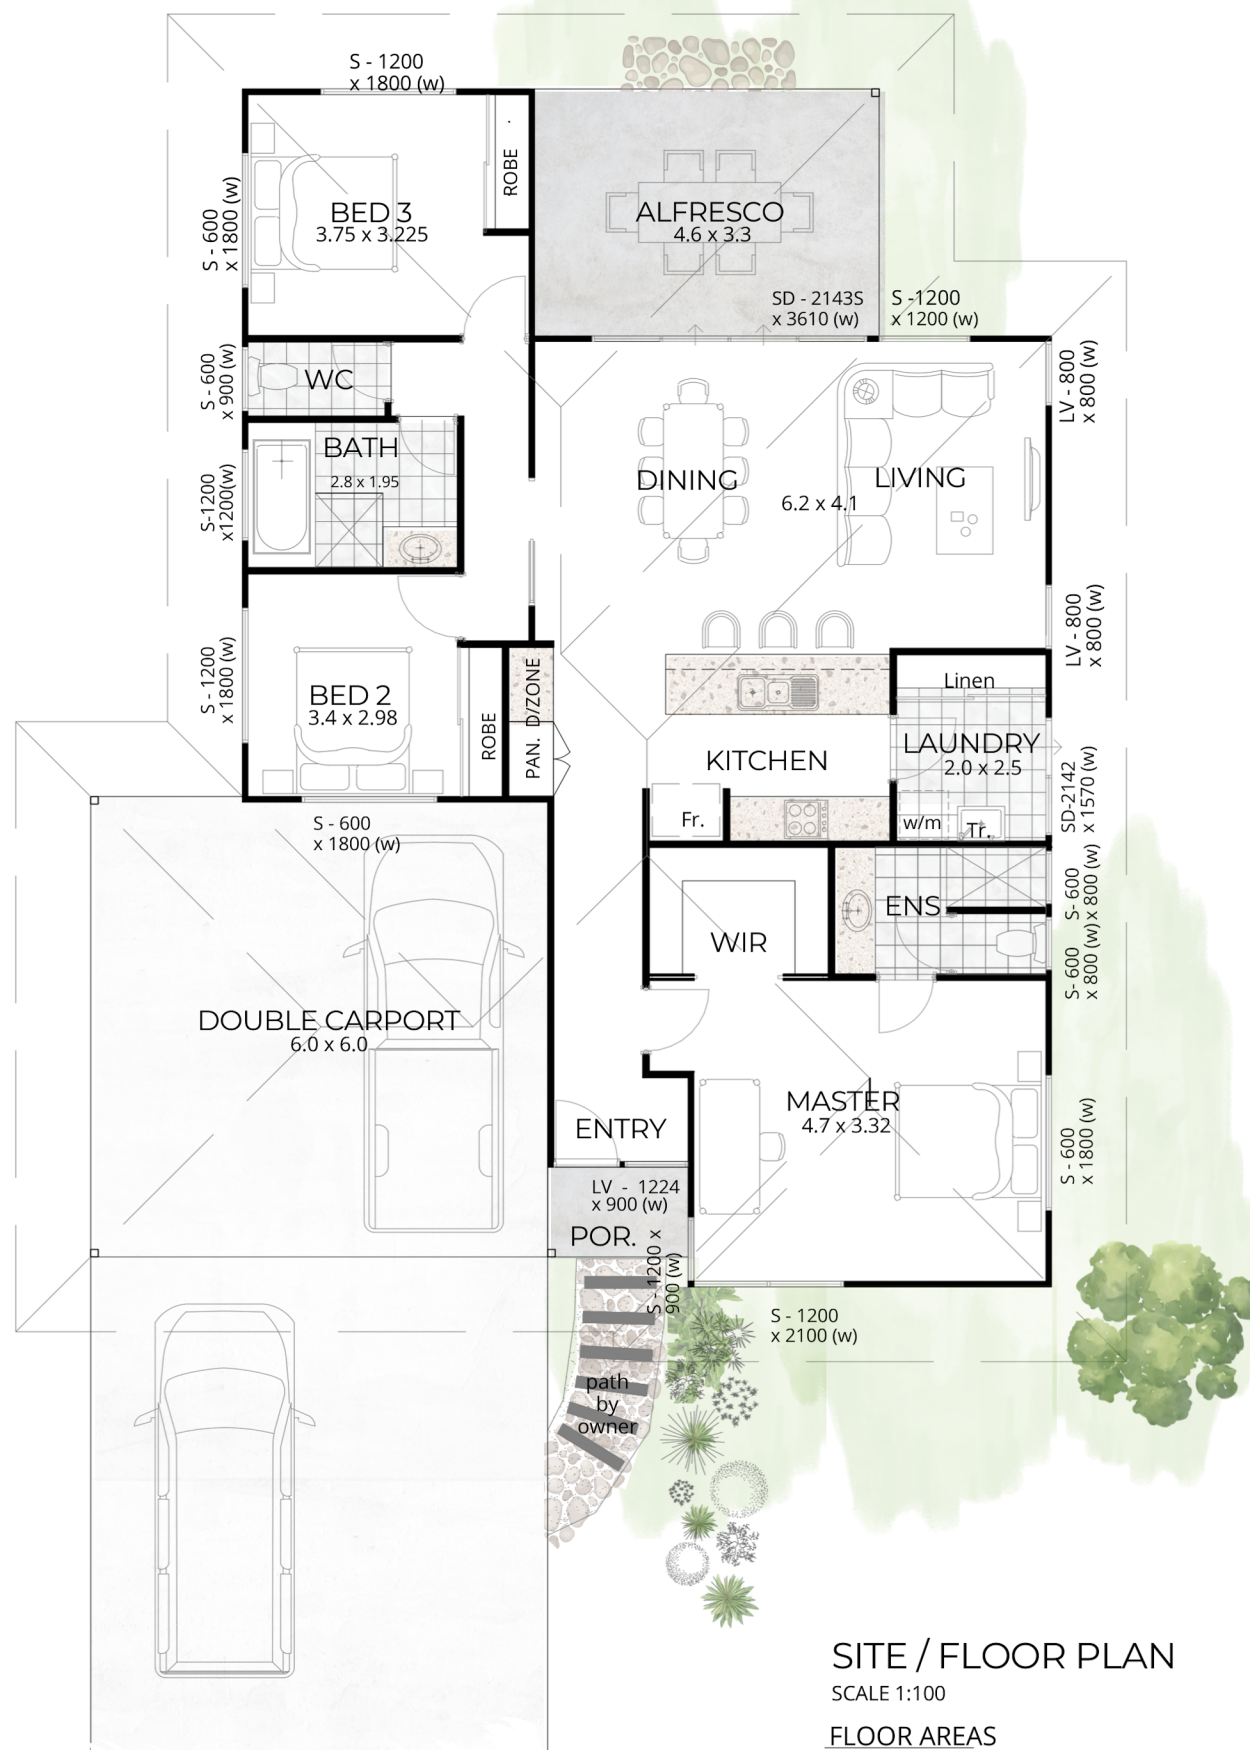 S - 1200
x 1800 (w)
ROBE
BED 3
3.75 x 3.225
S - 600
x 1800 (w)
ALFRESCO
4.6 x 3.3
SD - 2143S
x 3610 (w)
S -1200
x 1200 (w)
S - 600
x 900 (w)
WC
LV - 800
x 800 (w)
BATH
2.8 x 1.95
S-1200
x1200(w)
DINING
LIVING
6.2 x 4.1
LV - 800
x 800 (w)
S - 1200
x 1800 (w)
BED 2
3.4 x 2.98
ROBE
PAN. D/ZONE
Linen
KITCHEN
LAUNDRY
2.0 x 2.5
SD-2142
x 1570 (w)
Fr.
w/m
Tr.
S - 600
x 1800 (w)
S- 600
x 800 (w)
ENS
WIR
S- 600
x 800 (w)
DOUBLE CARPORT
6.0 x 6.0
MASTER
4.7 x 3.32
S - 600
x 1800 (w)
ENTRY
LV - 1224
x 900 (w)
POR.
S - 1200 x
900 (w)
S - 1200
x 2100 (w)
path
by
owner
SITE / FLOOR PLAN
SCALE 1:100
FLOOR AREAS